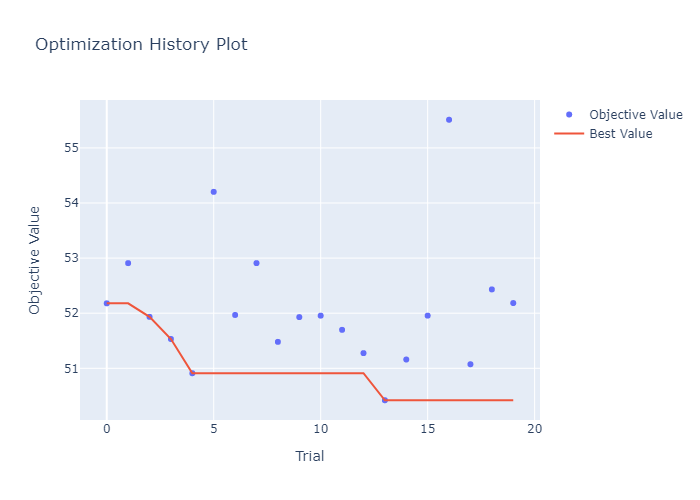 Optimization History Plot
Objective Value
Best Value
55
54
53
52
51
Objective Value
0 5 10 15 20
Trial